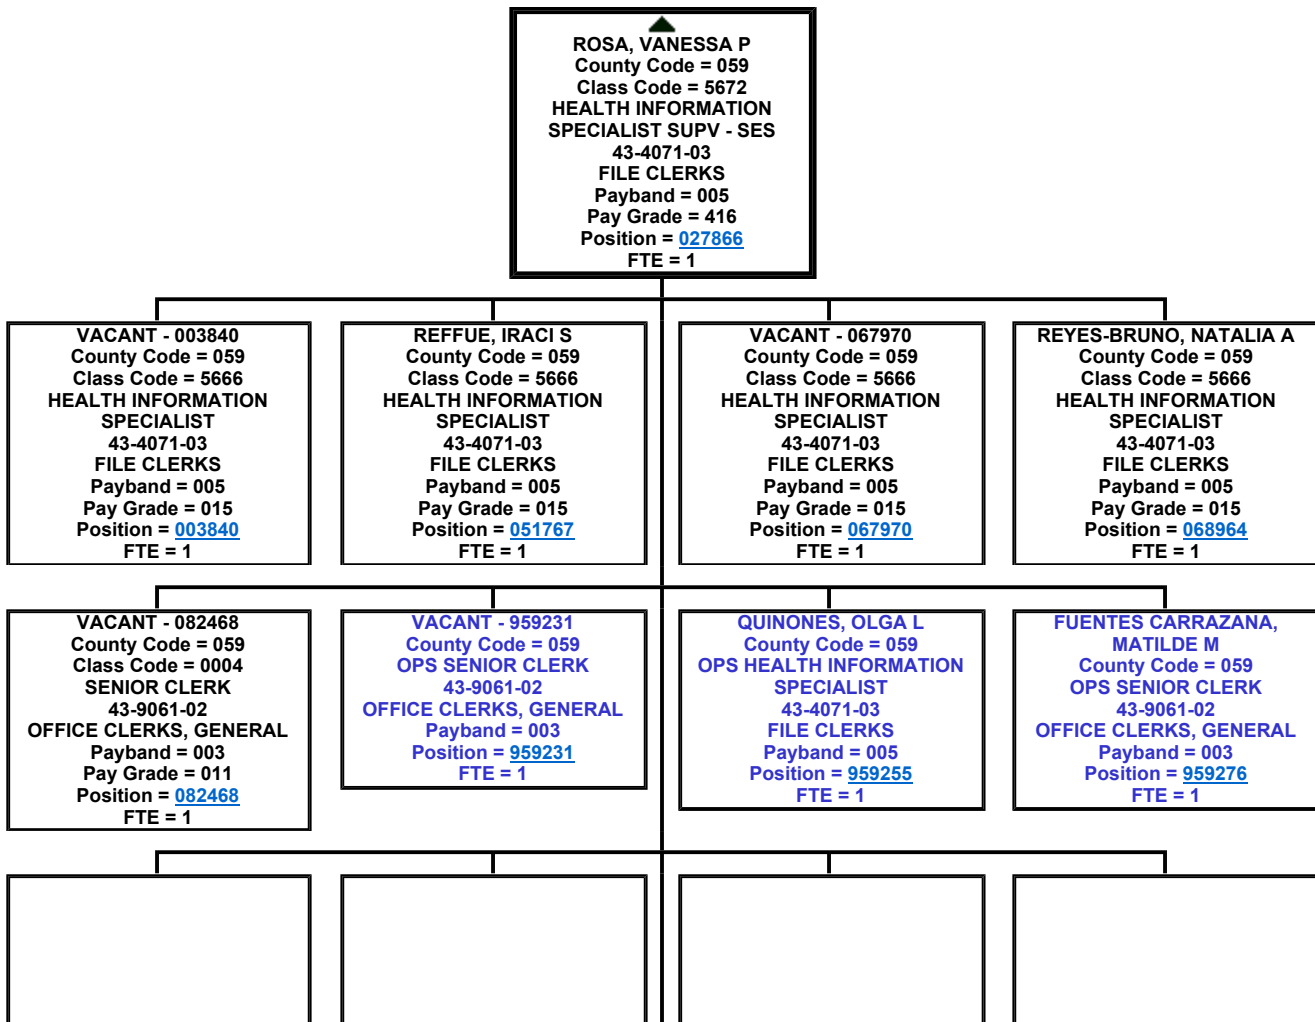 ROSA, VANESSA P
County Code = 059
Class Code = 5672
HEALTH INFORMATION
SPECIALIST SUPV - SES
43-4071-03
FILE CLERKS
Payband = 005
Pay Grade = 416
Position = 027866
FTE = 1
VACANT - 003840
County Code = 059
Class Code = 5666
HEALTH INFORMATION
SPECIALIST
43-4071-03
FILE CLERKS
Payband = 005
Pay Grade = 015
Position = 003840
FTE = 1
REFFUE, IRACI S
County Code = 059
Class Code = 5666
HEALTH INFORMATION
SPECIALIST
43-4071-03
FILE CLERKS
Payband = 005
Pay Grade = 015
Position = 051767
FTE = 1
VACANT - 067970
County Code = 059
Class Code = 5666
HEALTH INFORMATION
SPECIALIST
43-4071-03
FILE CLERKS
Payband = 005
Pay Grade = 015
Position = 067970
FTE = 1
REYES-BRUNO, NATALIA A
County Code = 059
Class Code = 5666
HEALTH INFORMATION
SPECIALIST
43-4071-03
FILE CLERKS
Payband = 005
Pay Grade = 015
Position = 068964
FTE = 1
VACANT - 082468
County Code = 059
Class Code = 0004
SENIOR CLERK
43-9061-02
OFFICE CLERKS, GENERAL
Payband = 003
Pay Grade = 011
Position = 082468
FTE = 1
VACANT - 959231
County Code = 059
OPS SENIOR CLERK
43-9061-02
OFFICE CLERKS, GENERAL
Payband = 003
Position = 959231
FTE = 1
QUINONES, OLGA L
County Code = 059
OPS HEALTH INFORMATION
SPECIALIST
43-4071-03
FILE CLERKS
Payband = 005
Position = 959255
FTE = 1
FUENTES CARRAZANA,
MATILDE M
County Code = 059
OPS SENIOR CLERK
43-9061-02
OFFICE CLERKS, GENERAL
Payband = 003
Position = 959276
FTE = 1